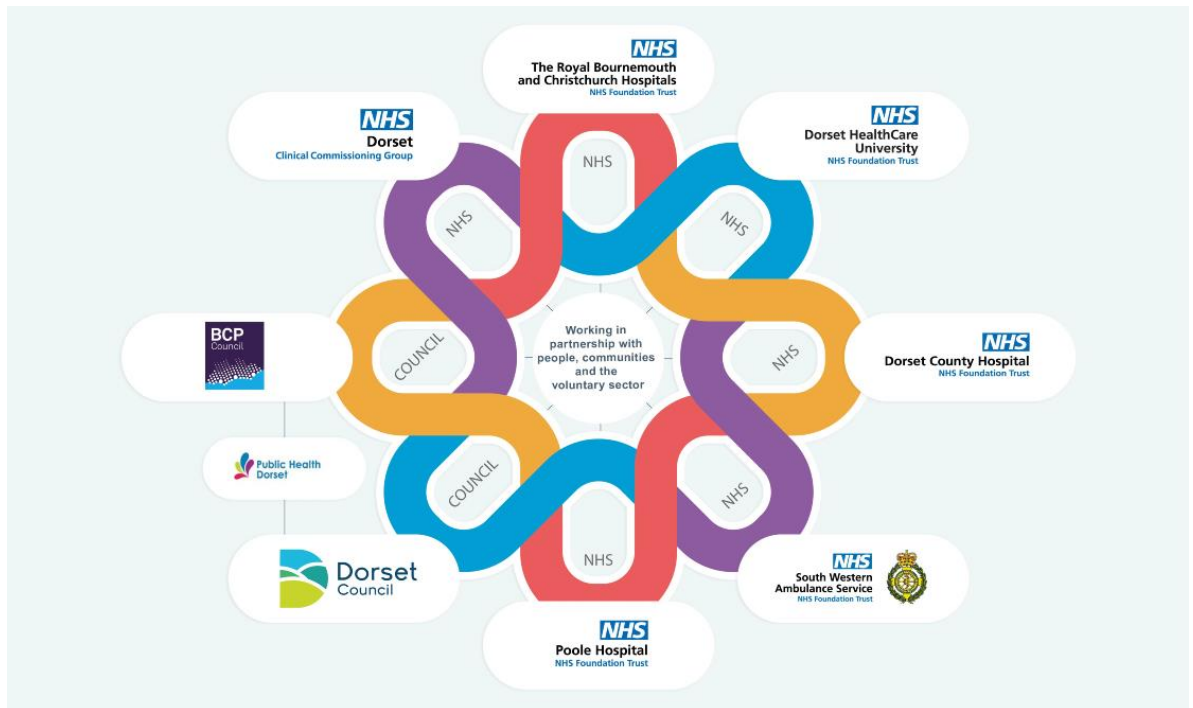 NHS
The Royal Bournemouth
and Christchurch Hospitals
NHS Foundation Trust
NHS
Dorset
Clinical Commissioning Group
NHS
Dorset HealthCare
University
NHS Foundation Trust
NHS
NHS
NHS
BCP
Council
COUNCIL
Working in
partnership with
people, communities
and the
voluntary sector
NHS
NHS
Dorset County Hospital
NHS Foundation Trust
Public Health
Dorset
COUNCIL
NHS
NHS
Dorset
Council
NHS
Poole Hospital
NHS Foundation Trust
NHS
South Western
Ambulance Service
NHS Foundation Trust